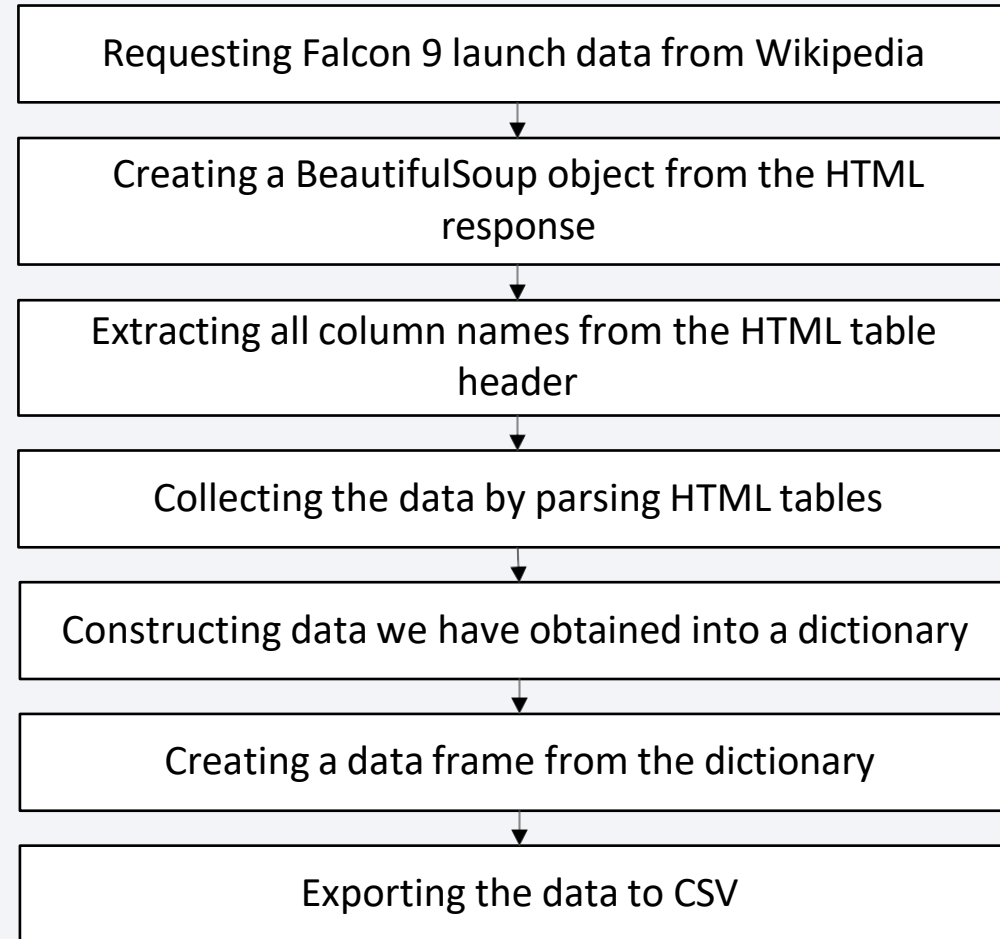 Requesting Falcon 9 launch data from Wikipedia
Creating a BeautifulSoup object from the HTML
response
Extracting all column names from the HTML table
header
Collecting the data by parsing HTML tables
Constructing data we have obtained into a dictionary
Creating a data frame from the dictionary
Exporting the data to CSV